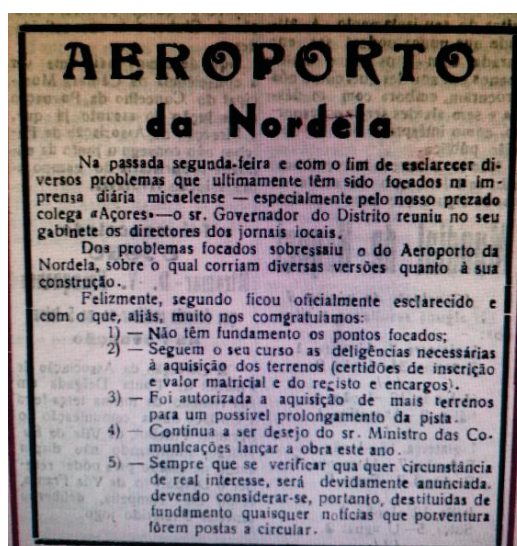 AEROPORTO
da Nordela
Na passada segunda-feira e com o fim de esclarecer di-
versos problemas que ultimamente têm sido focados na im-
prensa diária micaelense — especialmente pelo nosso prezado
colega «Açores»—o sr. Governador do Distrito reuniu no seu
gabinete os directores dos jornais locais.
Dos problemas focados sobressaiu o do Aeroporto da
Nordela, sobre o qual corriam diversas versões quanto à sua
construção.
Felizmente, segundo ficou oficialmente esclarecido e
com o que, aliás, muito nos comgratulamos:
1) — Não têm fundamento os pontos focados;
2) — Seguem o seu curso as deligências necessárias
à aquisição dos terrenos (certidões de inscrição
e valor matricial e do registo e encargos).
3) — Foi autorizada a aquisição de mais terrenos
para um possivel prolongamento da pista.
4) — Continua a ser desejo do sr. Ministro das Co-
municações lançar a obra este ano.
5) — Sempre que se verificar qua quer circunstância
de real interesse, será devidamente anunciada.
devendo considerar-se, portanto, destituidas de
fundamento quaisquer notícias que porventura
fôrem postas a circular.